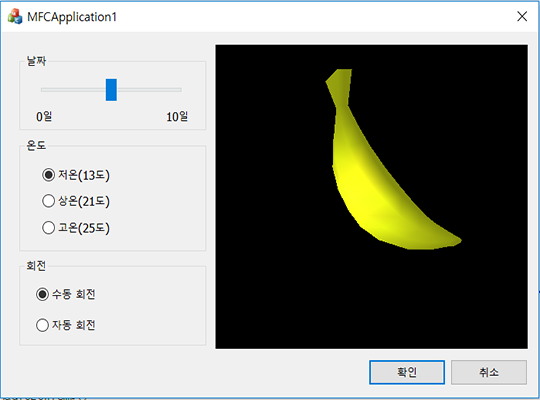 MFCApplication1
날짜
0일 10일
온도
저온(13도)
상온(21도)
고온(25도)
회전
수동 회전
자동 회전
확인 취소